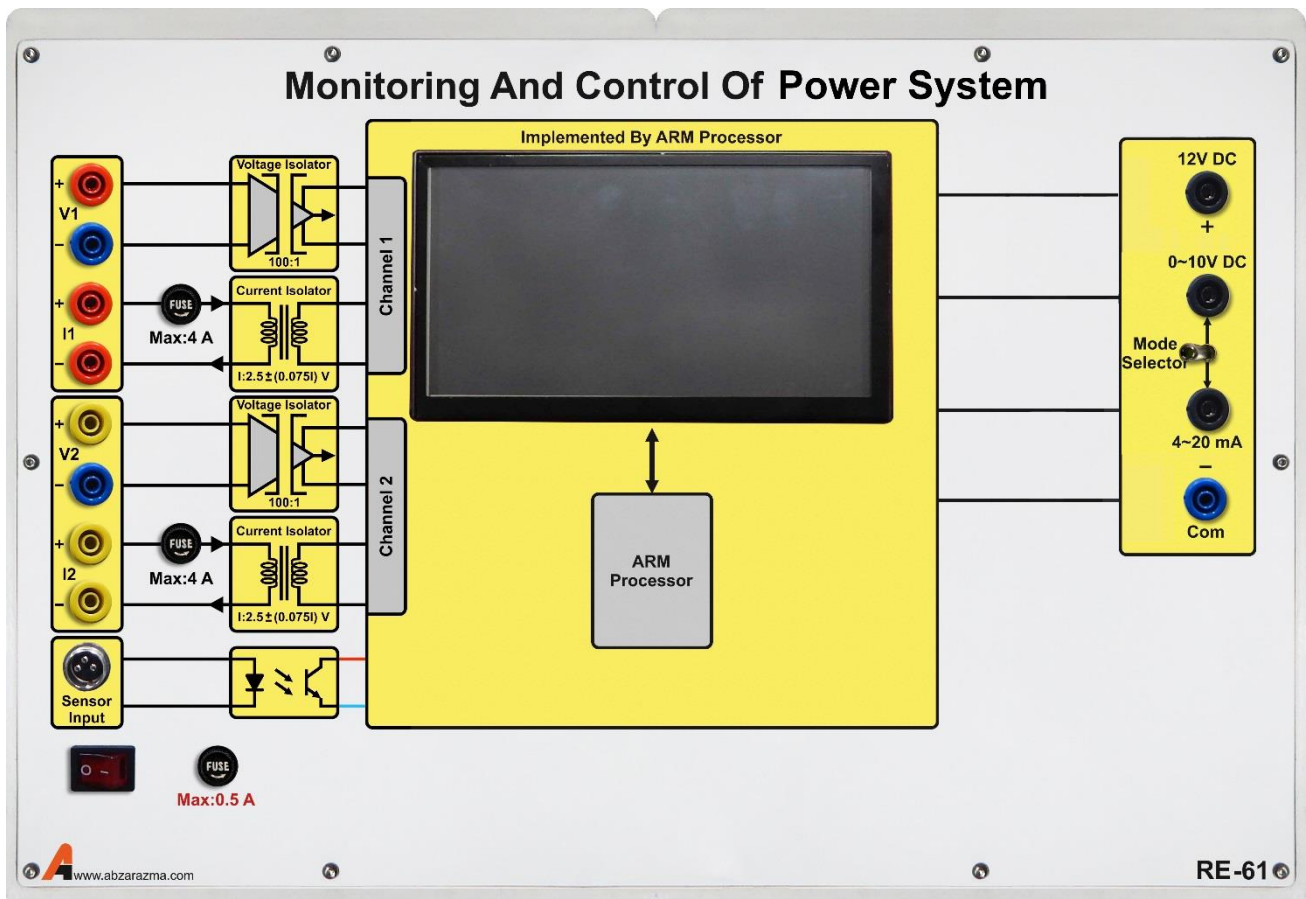 Monitoring And Control Of Power System
Implemented By ARM Processor
+
V1
−
+
I1
−
FUSE
Max:4 A
Voltage Isolator
100:1
Current Isolator
I:2.5±(0.075I) V
Channel 1
+
V2
−
+
I2
−
FUSE
Max:4 A
Voltage Isolator
100:1
Current Isolator
I:2.5±(0.075I) V
Channel 2
Sensor
Input
ARM
Processor
12V DC
+
0~10V DC
Mode
Selector
4~20 mA
−
Com
O −
FUSE
Max:0.5 A
www.abzarazma.com
RE-61